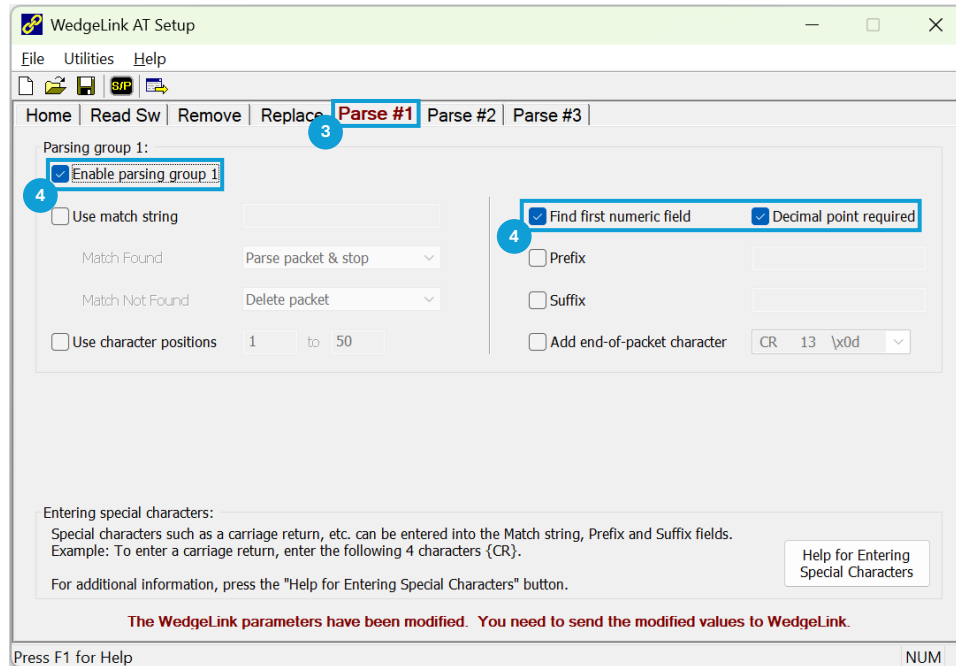 WedgeLink AT Setup
File Utilities Help
S/P
Home Read Sw Remove Replace Parse #1 Parse #2 Parse #3
3
Parsing group 1:
Enable parsing group 1
4
Use match string
Find first numeric field Decimal point required
4
Match Found Parse packet & stop
Prefix
Match Not Found Delete packet
Suffix
Use character positions 1 to 50
Add end-of-packet character CR 13 \x0d
Entering special characters:
Special characters such as a carriage return, etc. can be entered into the Match string, Prefix and Suffix fields.
Example: To enter a carriage return, enter the following 4 characters {CR}.
For additional information, press the "Help for Entering Special Characters" button.
Help for Entering
Special Characters
The WedgeLink parameters have been modified. You need to send the modified values to WedgeLink.
Press F1 for Help NUM